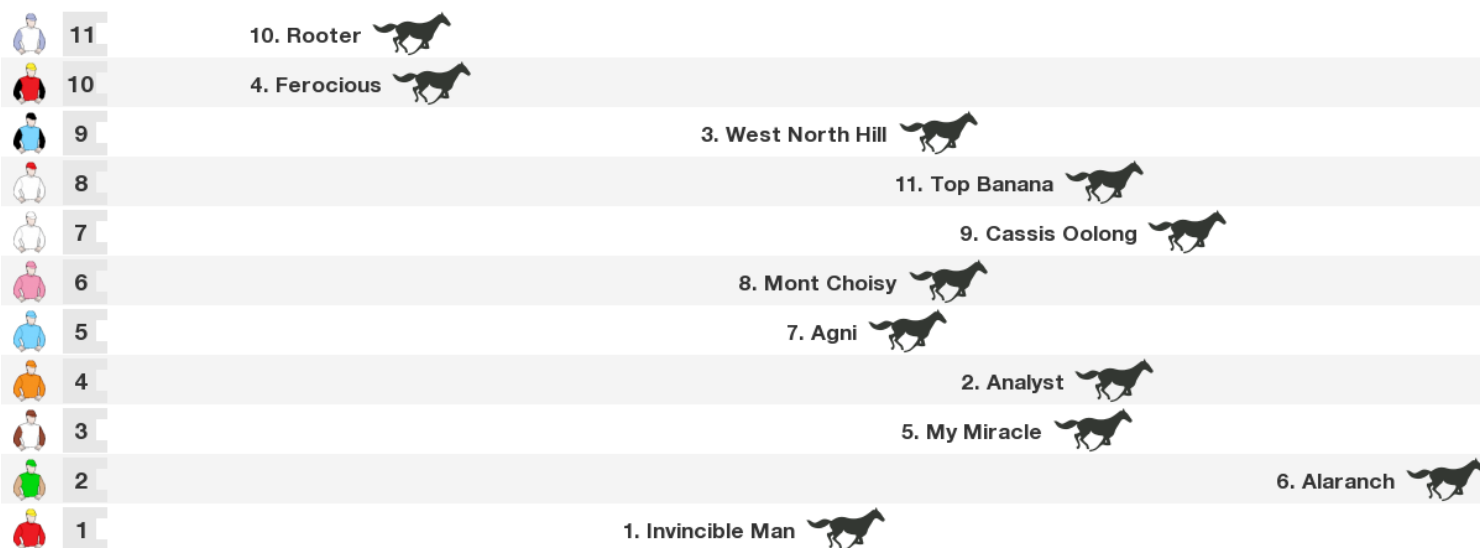 11 10. Rooter
10 4. Ferocious
9 3. West North Hill
8 11. Top Banana
7 9. Cassis Oolong
6 8. Mont Choisy
5 7. Agni
4 2. Analyst
3 5. My Miracle
2 6. Alaranch
1 1. Invincible Man